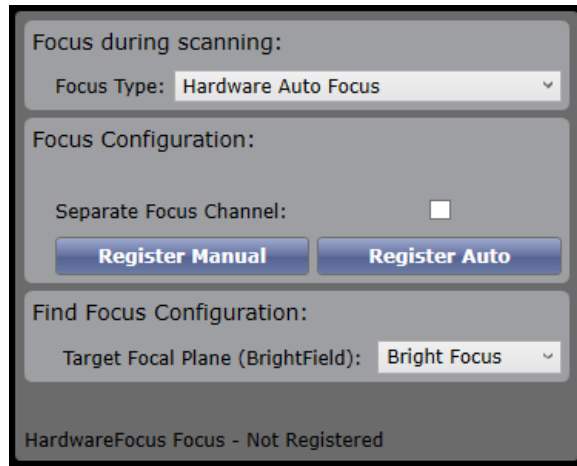 Focus during scanning:
Focus Type: Hardware Auto Focus
Focus Configuration:
Separate Focus Channel:
Register Manual Register Auto
Find Focus Configuration:
Target Focal Plane (BrightField): Bright Focus
HardwareFocus Focus - Not Registered